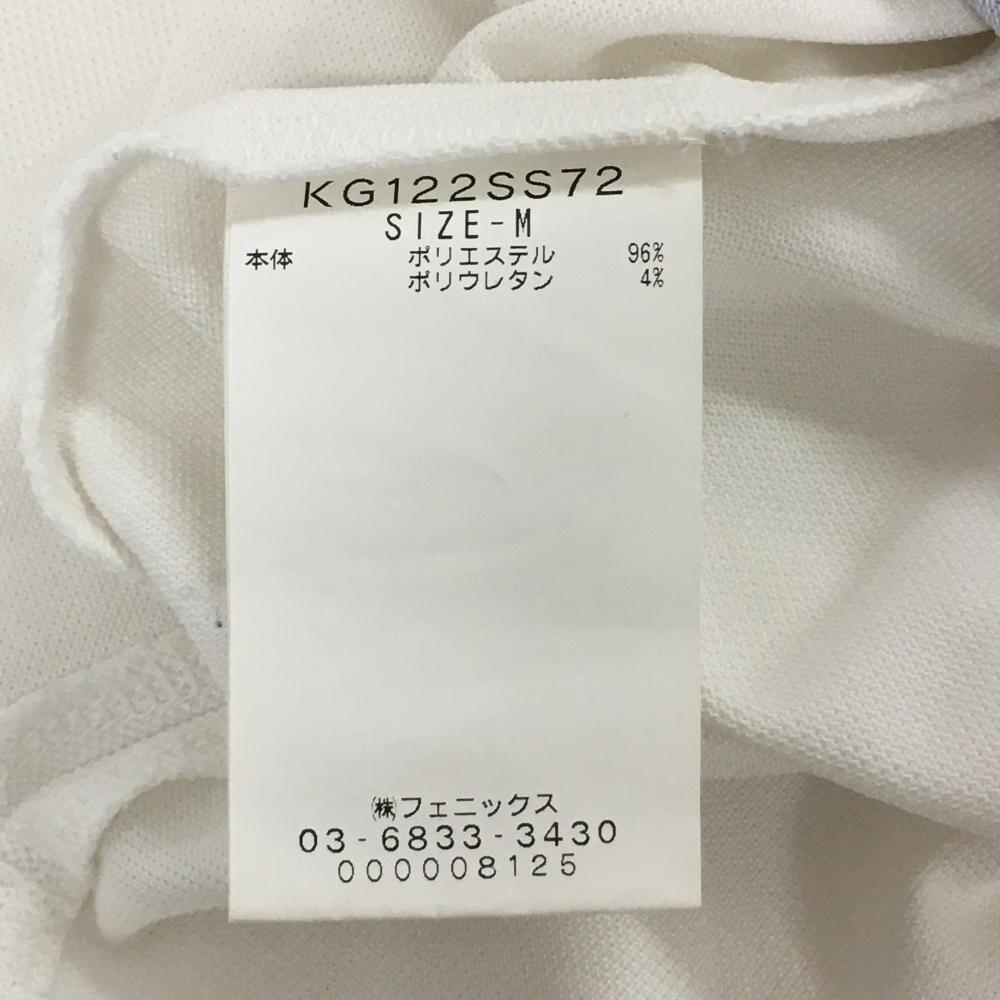 KG122SS72
SIZE-M
本体 ポリエステル 96%
ポリウレタン 4%
㈱フェニックス
03-6833-3430
000008125